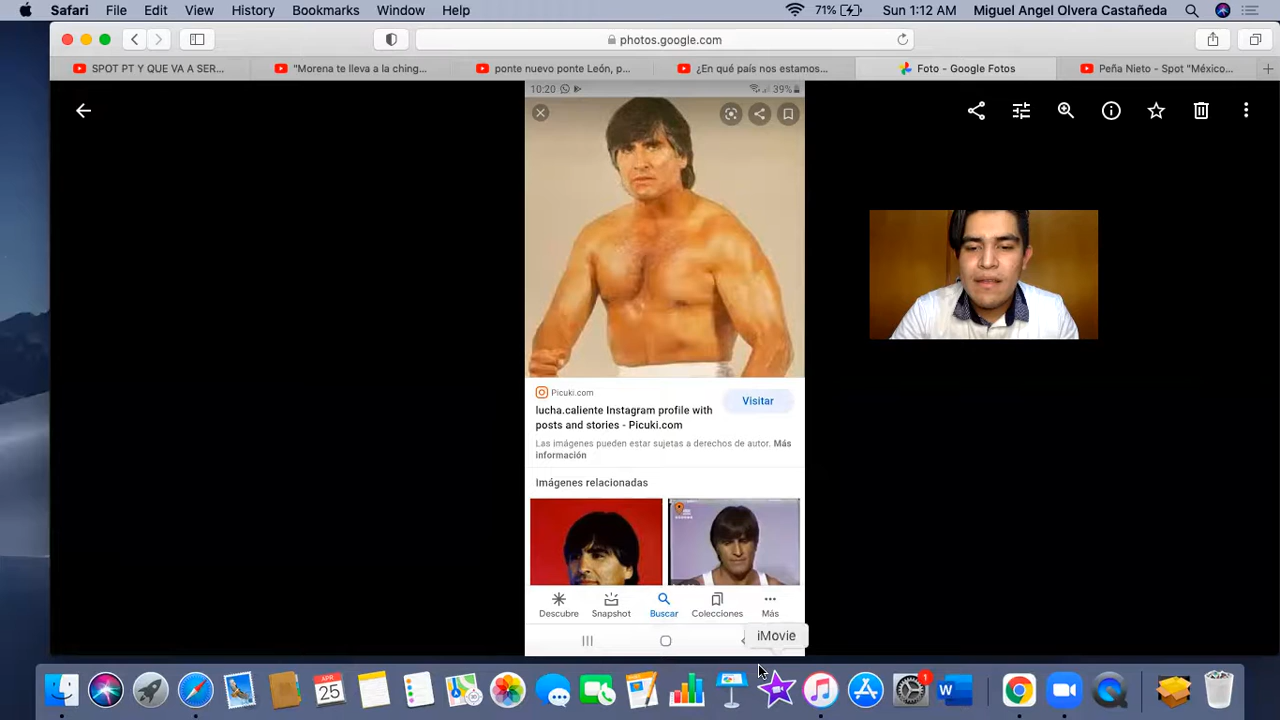 Safari File Edit View History Bookmarks Window Help 71% Sun 1:12 AM Miguel Angel Olvera Castañeda
photos.google.com
SPOT PT Y QUE VA A SER... "Morena te lleva a la ching... ponte nuevo ponte León, p... ¿En qué país nos estamos... Foto - Google Fotos Peña Nieto - Spot "México...
10:20 39%
Picuki.com
lucha.caliente Instagram profile with
posts and stories - Picuki.com
Visitar
Las imágenes pueden estar sujetas a derechos de autor. Más
información
Imágenes relacionadas
Descubre Snapshot Buscar Colecciones Más
iMovie
APR
25
1
W